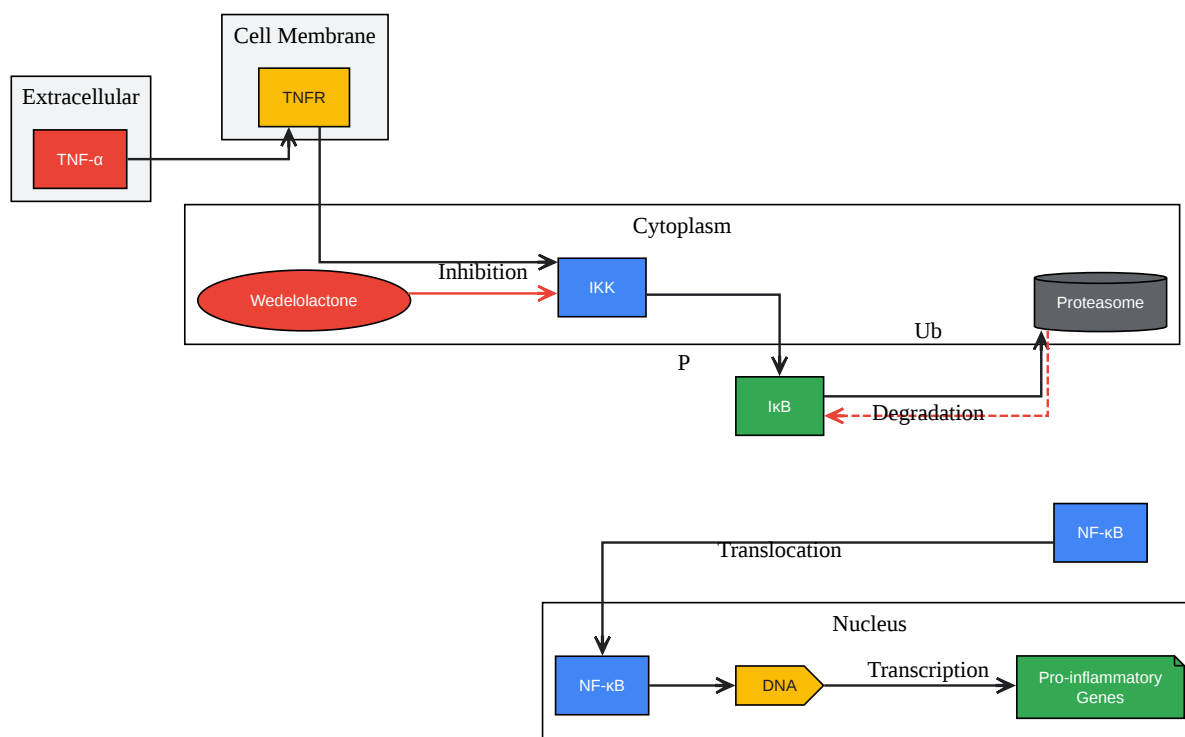 Cell Membrane
TNFR
Extracellular
TNF-α
Cytoplasm
Inhibition
IKK
Wedelolactone
Proteasome
Ub
P
IκB
Degradation
NF-κB
Translocation
Nucleus
NF-κB
DNA
Transcription
Pro-inflammatory
Genes